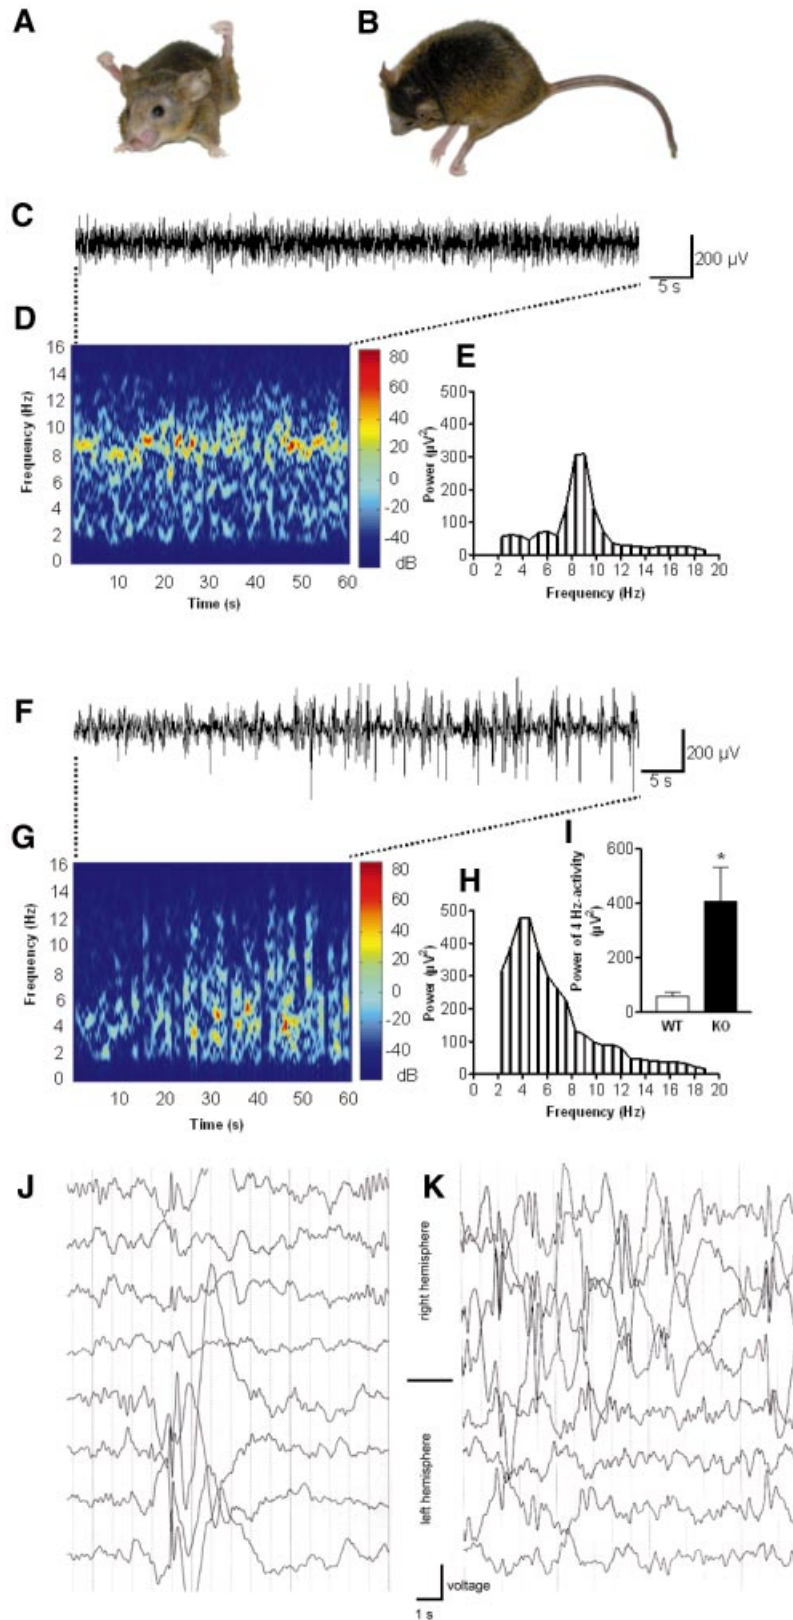 A
B
C
200 µV
5 s
D
16
14
12
10
8
6
4
2
0
Frequency (Hz)
10 20 30 40 50 60
Time (s)
80
60
40
20
0
-20
-40
dB
E
500
400
300
200
100
0
Power (µV²)
0 2 4 6 8 10 12 14 16 18 20
Frequency (Hz)
F
200 µV
5 s
G
16
14
12
10
8
6
4
2
0
Frequency (Hz)
10 20 30 40 50 60
Time (s)
80
60
40
20
0
-20
-40
dB
H
500
400
300
200
100
0
Power (µV²)
0 2 4 6 8 10 12 14 16 18 20
Frequency (Hz)
I
600
400
200
0
Power of 4 Hz-activity
(µV²)
*
WT KO
J
K
right hemisphere
left hemisphere
voltage
1 s